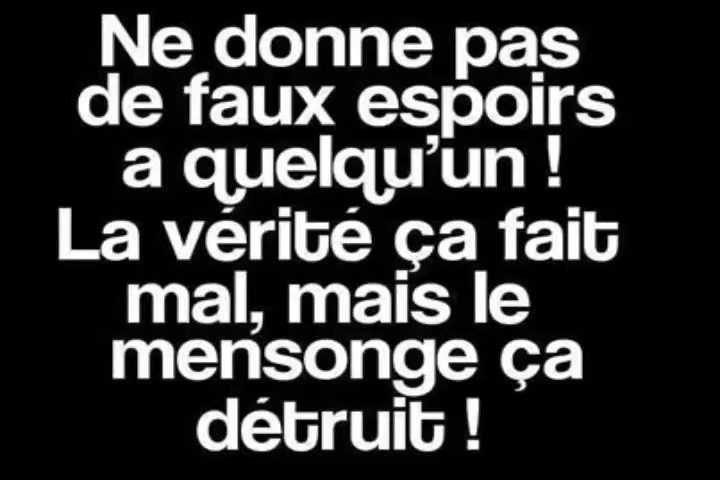 Ne donne pas
de faux espoirs
a quelqu'un !
La vérité ça fait
mal, mais le
mensonge ça
détruit !